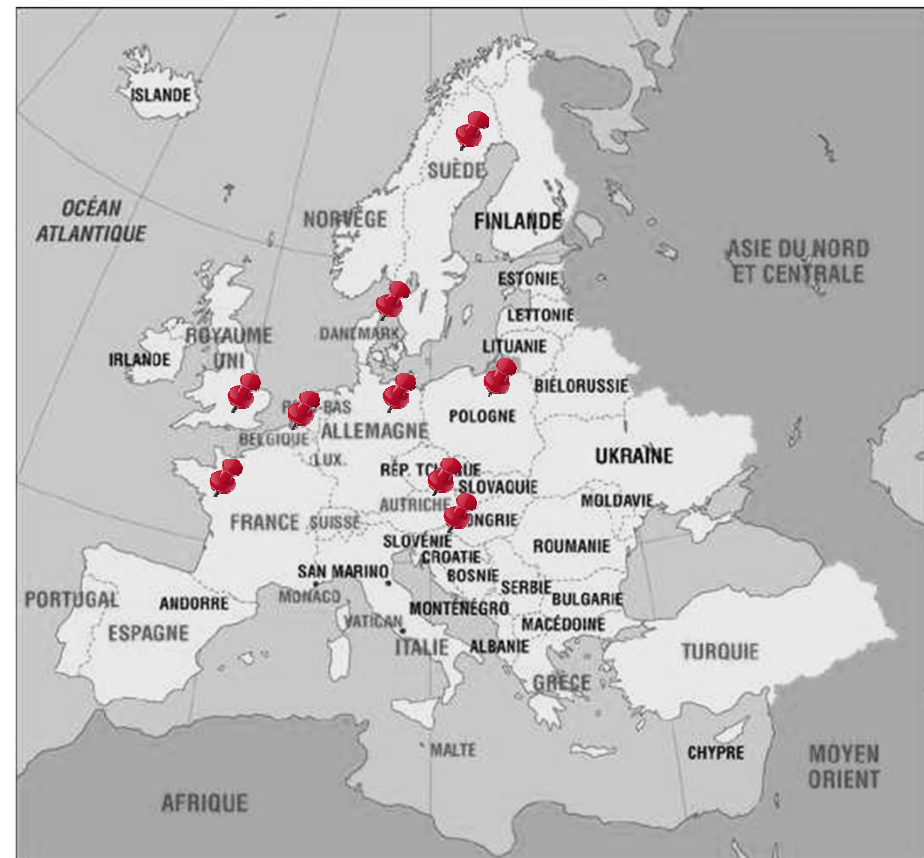 ISLANDE
SUÈDE
OCÉAN
ATLANTIQUE
NORVÈGE
FINLANDE
ASIE DU NORD
ET CENTRALE
ESTONIE
LETTONIE
DANEMARK
ROYAUME
UNI
LITUANIE
IRLANDE
BIÉLORUSSIE
BAS
POLOGNE
ALLEMAGNE
BELGIQUE
UKRAINE
LUX.
RÉP.
SLOVAQUIE
MOLDAVIE
AUTRICHE
FRANCE
SUISSE
SLOVÉNIE
ROUMANIE
CROATIE
SAN MARINO
BOSNIE
SERBIE
MONACO
BULGARIE
PORTUGAL
ANDORRE
MONTÉNÉGRO
VATICAN
MACÉDOINE
ESPAGNE
ITALIE
ALBANIE
TURQUIE
GRÈCE
MALTE
CHYPRE
MOYEN
ORIENT
AFRIQUE